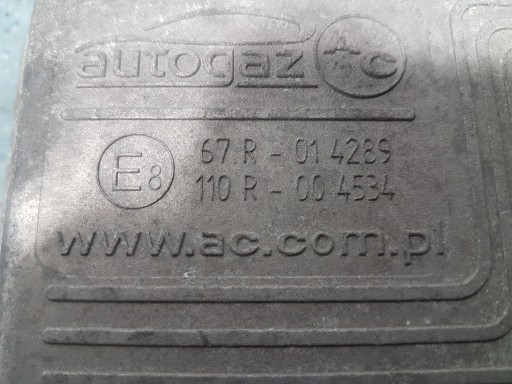 autogaz AC
E8 67 R - 01 4289
110 R - 00 4534
www.ac.com.pl